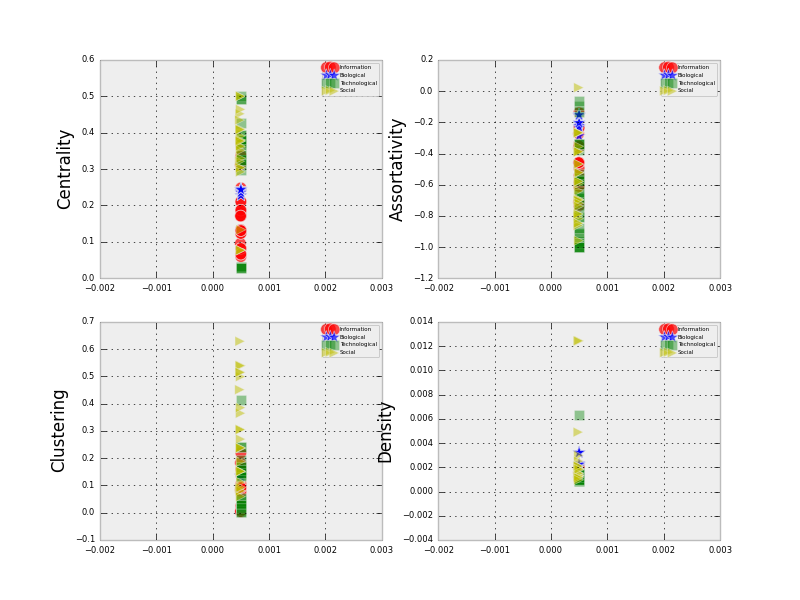 Centrality
0.6
0.5
0.4
0.3
0.2
0.1
0.0
−0.002 −0.001 0.000 0.001 0.002 0.003
Information
Biological
Technological
Social
Assortativity
0.2
0.0
−0.2
−0.4
−0.6
−0.8
−1.0
−1.2
−0.002 −0.001 0.000 0.001 0.002 0.003
Information
Biological
Technological
Social
Clustering
0.7
0.6
0.5
0.4
0.3
0.2
0.1
0.0
−0.1
−0.002 −0.001 0.000 0.001 0.002 0.003
Information
Biological
Technological
Social
Density
0.014
0.012
0.010
0.008
0.006
0.004
0.002
0.000
−0.002
−0.004
−0.002 −0.001 0.000 0.001 0.002 0.003
Information
Biological
Technological
Social